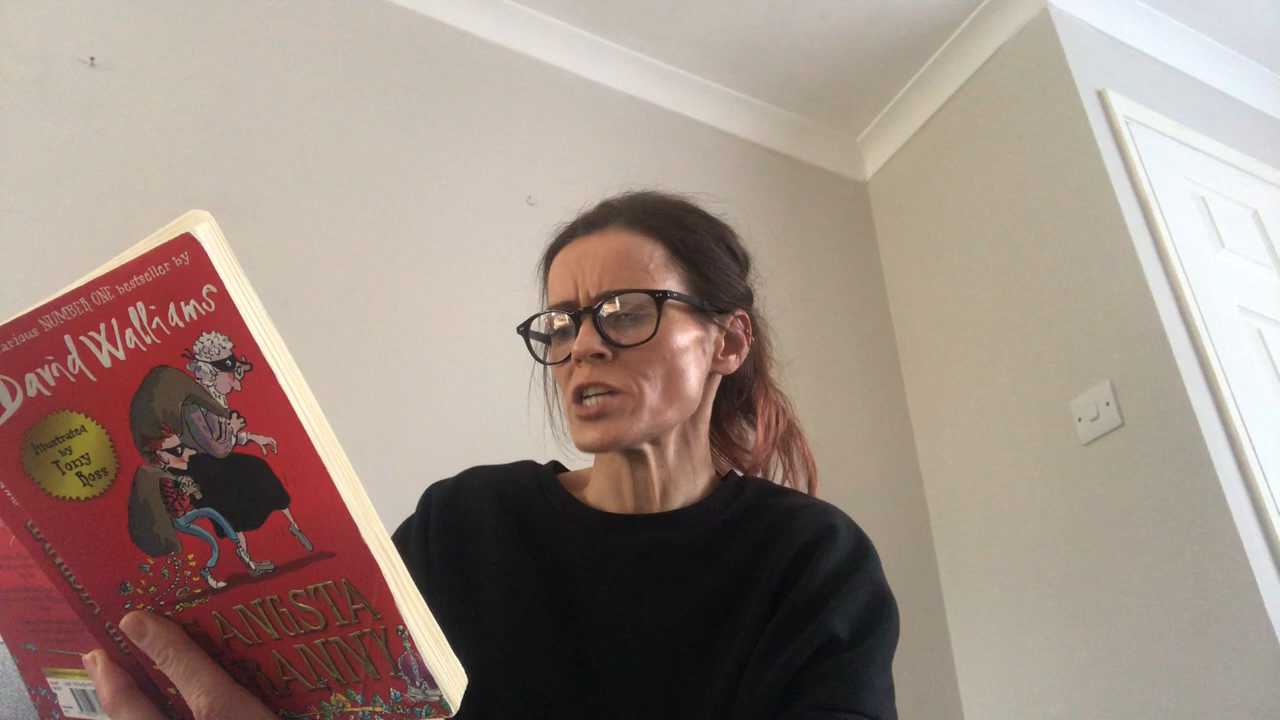 NUMBER ONE bestseller by
David Walliams
Illustrated
by
Tony
Ross
ANGSTA
ANNY